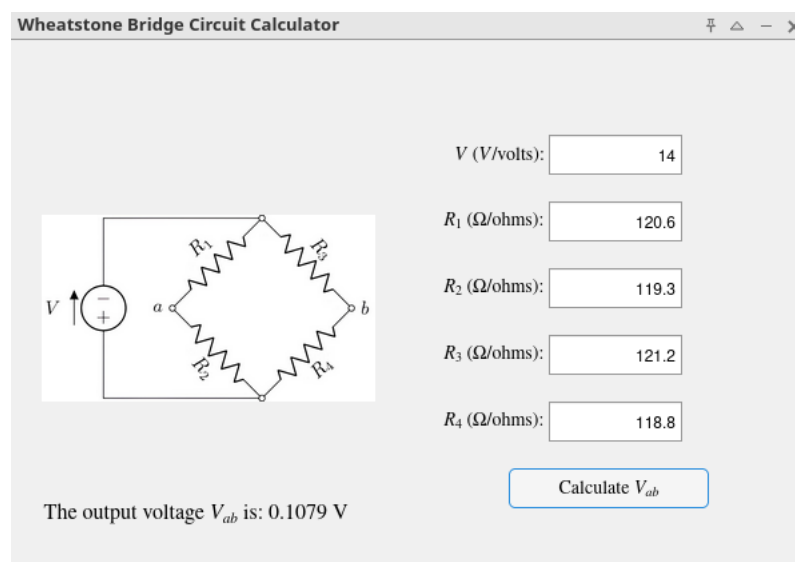 Wheatstone Bridge Circuit Calculator
V (V/volts): 14
R₁ (Ω/ohms): 120.6
R₂ (Ω/ohms): 119.3
R₃ (Ω/ohms): 121.2
R₄ (Ω/ohms): 118.8
Calculate Vab
R₁
R₃
V
−
+
a
b
R₂
R₄
The output voltage Vab is: 0.1079 V